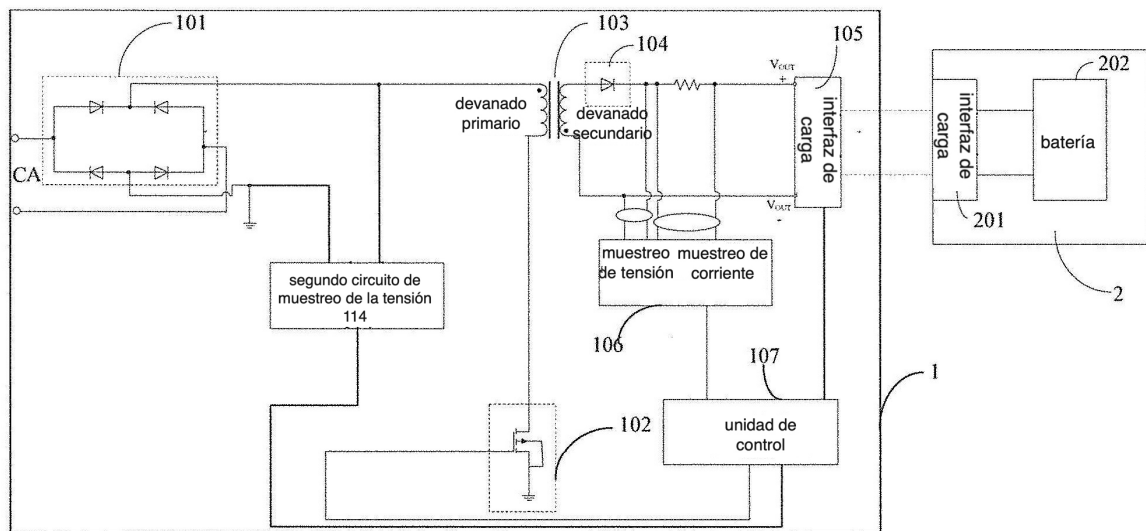 101
103
104
105
202
V_OUT
+
devanado
primario
devanado
secundario
interfaz de
carga
interfaz de
carga
batería
CA
201
V_OUT
-
muestreo
de tensión
muestreo de
corriente
2
segundo circuito de
muestreo de la tensión
114
106
107
1
unidad de
control
102